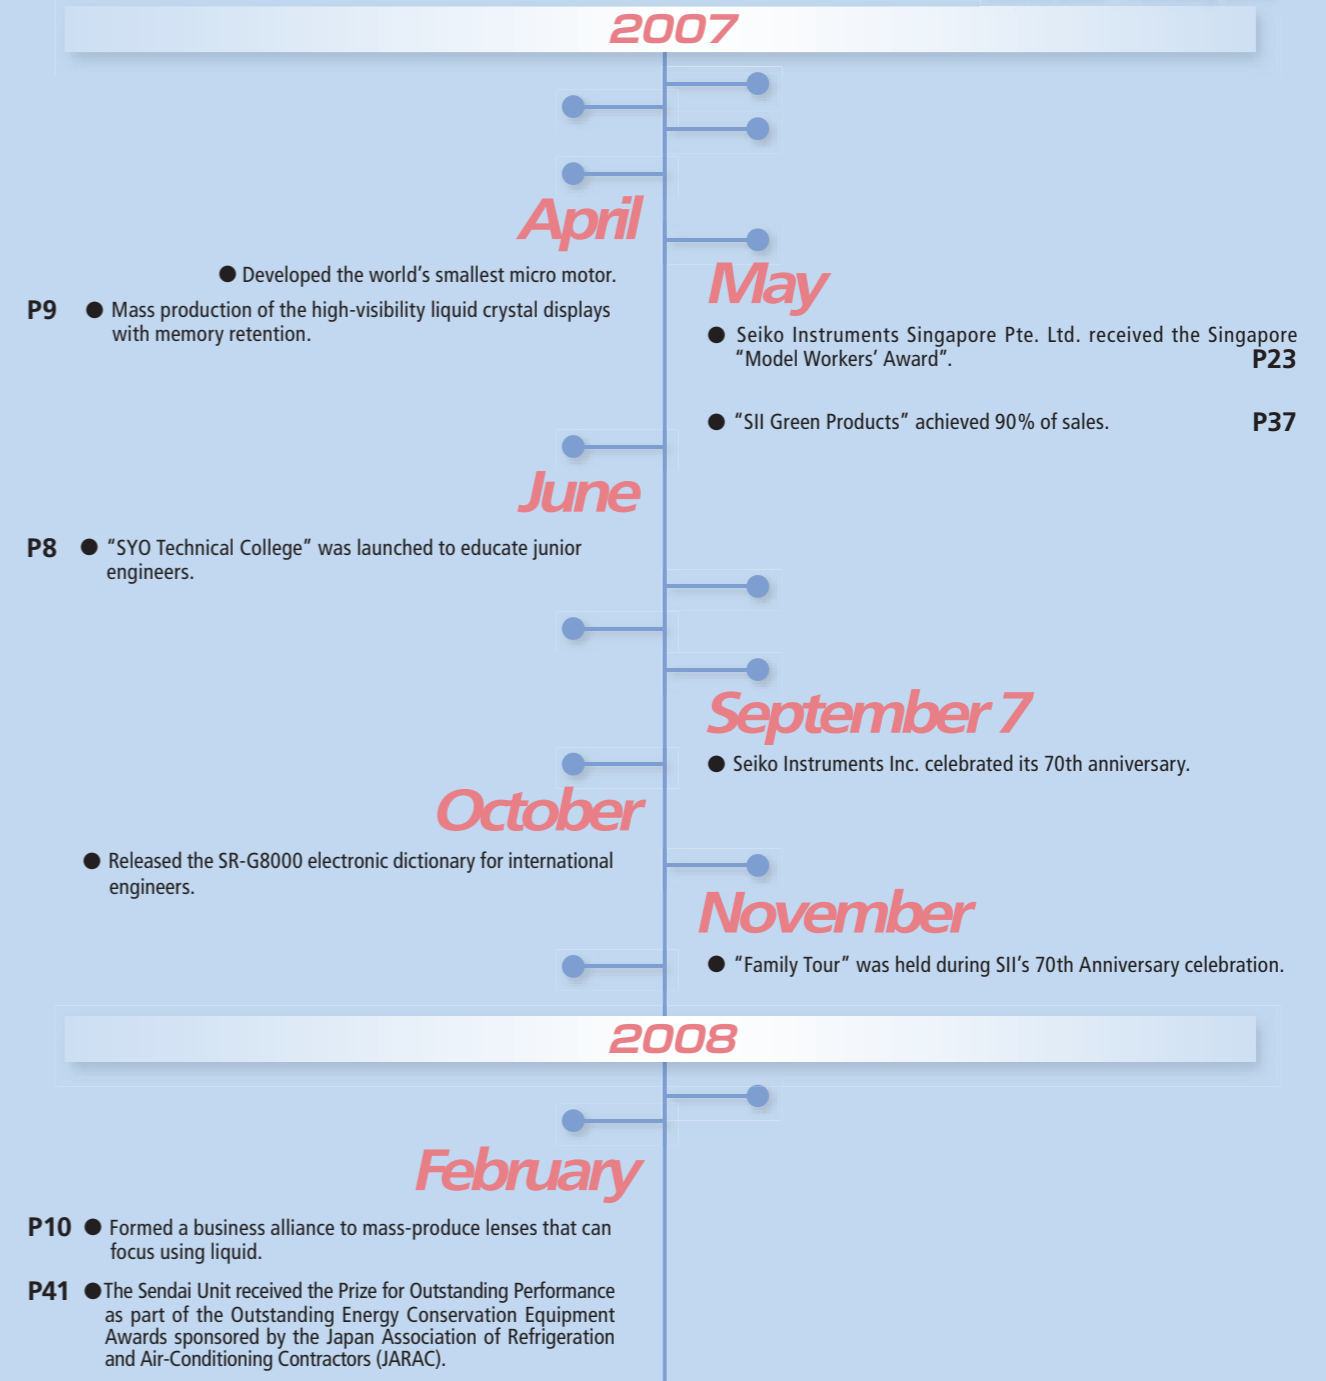 2007
April
● Developed the world's smallest micro motor.
P9 ● Mass production of the high-visibility liquid crystal displays
with memory retention.
May
● Seiko Instruments Singapore Pte. Ltd. received the Singapore
“Model Workers’ Award”. P23
● “SII Green Products” achieved 90% of sales. P37
June
P8 ● “SYO Technical College” was launched to educate junior
engineers.
September 7
● Seiko Instruments Inc. celebrated its 70th anniversary.
October
● Released the SR-G8000 electronic dictionary for international
engineers.
November
● “Family Tour” was held during SII’s 70th Anniversary celebration.
2008
February
P10 ● Formed a business alliance to mass-produce lenses that can
focus using liquid.
P41 ● The Sendai Unit received the Prize for Outstanding Performance
as part of the Outstanding Energy Conservation Equipment
Awards sponsored by the Japan Association of Refrigeration
and Air-Conditioning Contractors (JARAC).